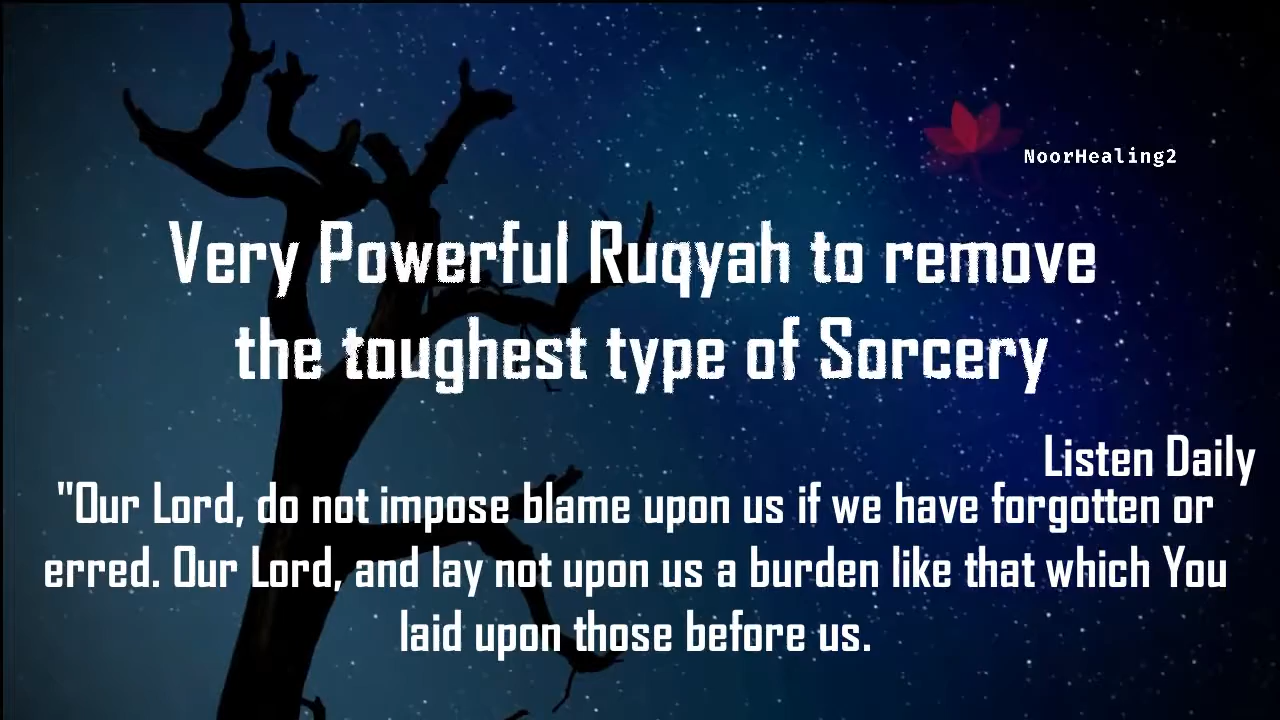 NoorHealing2
Very Powerful Ruqyah to remove
the toughest type of Sorcery
Listen Daily
"Our Lord, do not impose blame upon us if we have forgotten or
erred. Our Lord, and lay not upon us a burden like that which You
laid upon those before us.